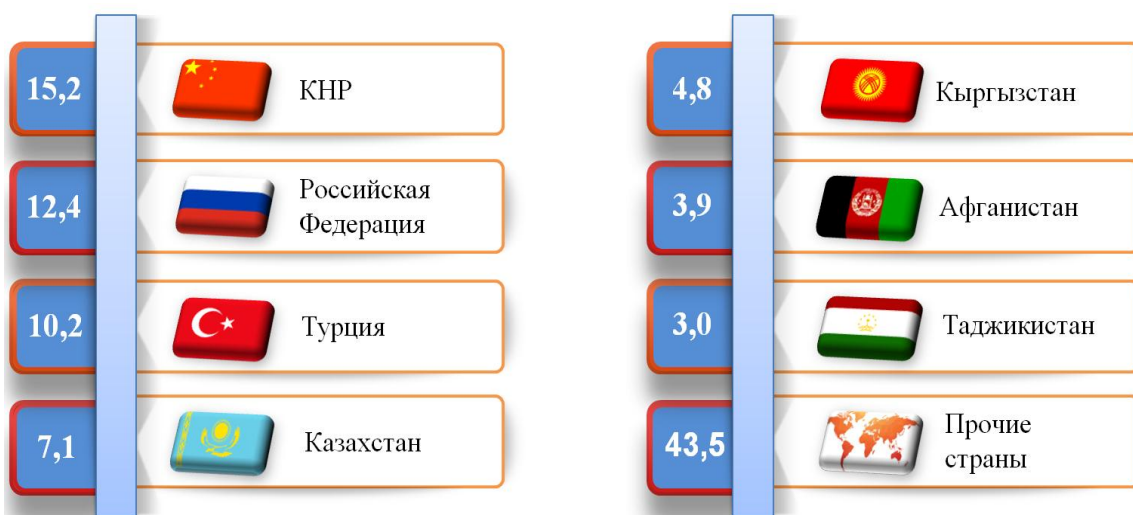 15,2
КНР
12,4
Российская
Федерация
10,2
Турция
7,1
Казахстан
4,8
Кыргызстан
3,9
Афганистан
3,0
Таджикистан
43,5
Прочие
страны